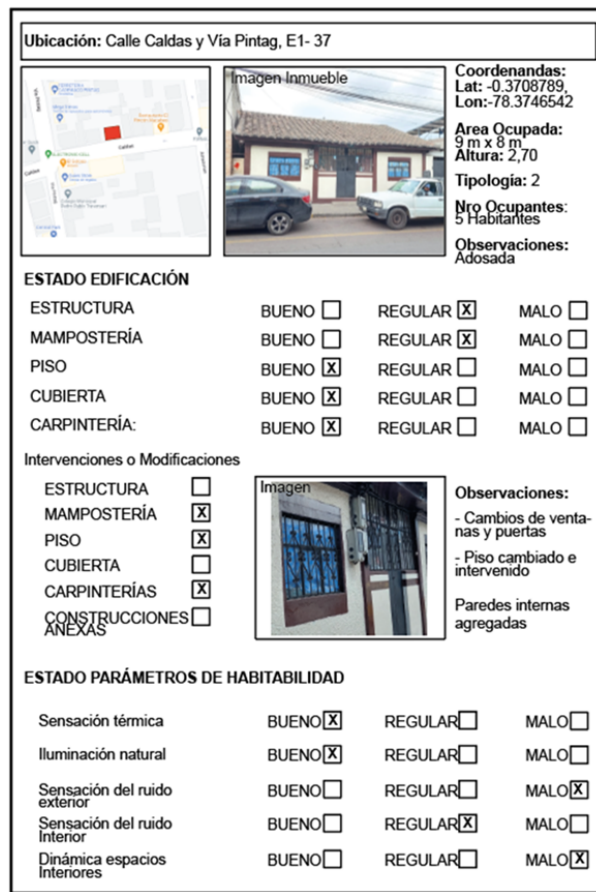 Ubicación: Calle Caldas y Vía Pintag, E1- 37
Imagen Inmueble
Coordenandas:
Lat: -0.3708789,
Lon:-78.3746542
Area Ocupada:
9 m x 8 m
Altura: 2,70
Tipología: 2
Nro Ocupantes:
5 Habitantes
Observaciones:
Adosada
Caldas
ESTADO EDIFICACIÓN
ESTRUCTURA BUENO REGULAR X MALO
MAMPOSTERÍA BUENO REGULAR X MALO
PISO BUENO X REGULAR MALO
CUBIERTA BUENO X REGULAR MALO
CARPINTERÍA: BUENO X REGULAR MALO
Intervenciones o Modificaciones
ESTRUCTURA
MAMPOSTERÍA X
PISO X
CUBIERTA
CARPINTERÍAS X
CONSTRUCCIONES
ANEXAS
Imagen
Observaciones:
- Cambios de venta-
nas y puertas
- Piso cambiado e
intervenido
Paredes internas
agregadas
ESTADO PARÁMETROS DE HABITABILIDAD
Sensación térmica BUENO X REGULAR MALO
Iluminación natural BUENO X REGULAR MALO
Sensación del ruido
exterior BUENO REGULAR MALO X
Sensación del ruido
Interior BUENO REGULAR X MALO
Dinámica espacios
Interiores BUENO REGULAR MALO X